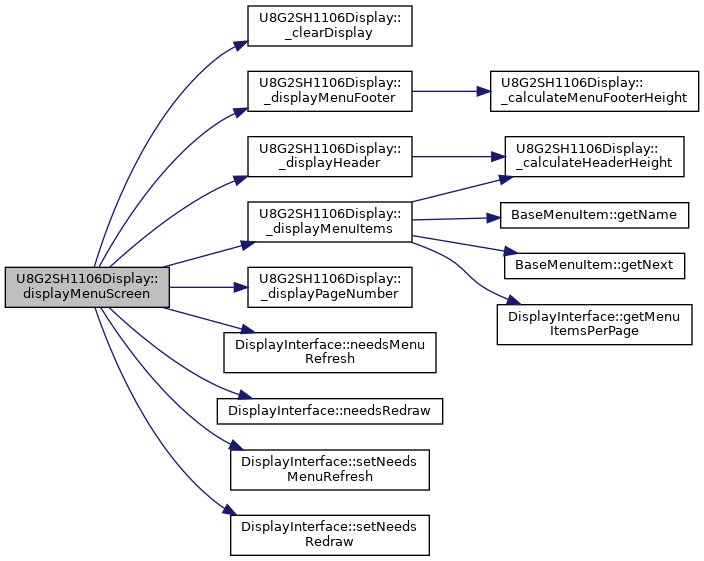 U8G2SH1106Display::
displayMenuScreen
U8G2SH1106Display::
_clearDisplay
U8G2SH1106Display::
_displayMenuFooter
U8G2SH1106Display::
_displayHeader
U8G2SH1106Display::
_displayMenuItems
U8G2SH1106Display::
_displayPageNumber
DisplayInterface::needsMenu
Refresh
DisplayInterface::needsRedraw
DisplayInterface::setNeeds
MenuRefresh
DisplayInterface::setNeeds
Redraw
U8G2SH1106Display::
_calculateMenuFooterHeight
U8G2SH1106Display::
_calculateHeaderHeight
BaseMenuItem::getName
BaseMenuItem::getNext
DisplayInterface::getMenu
ItemsPerPage